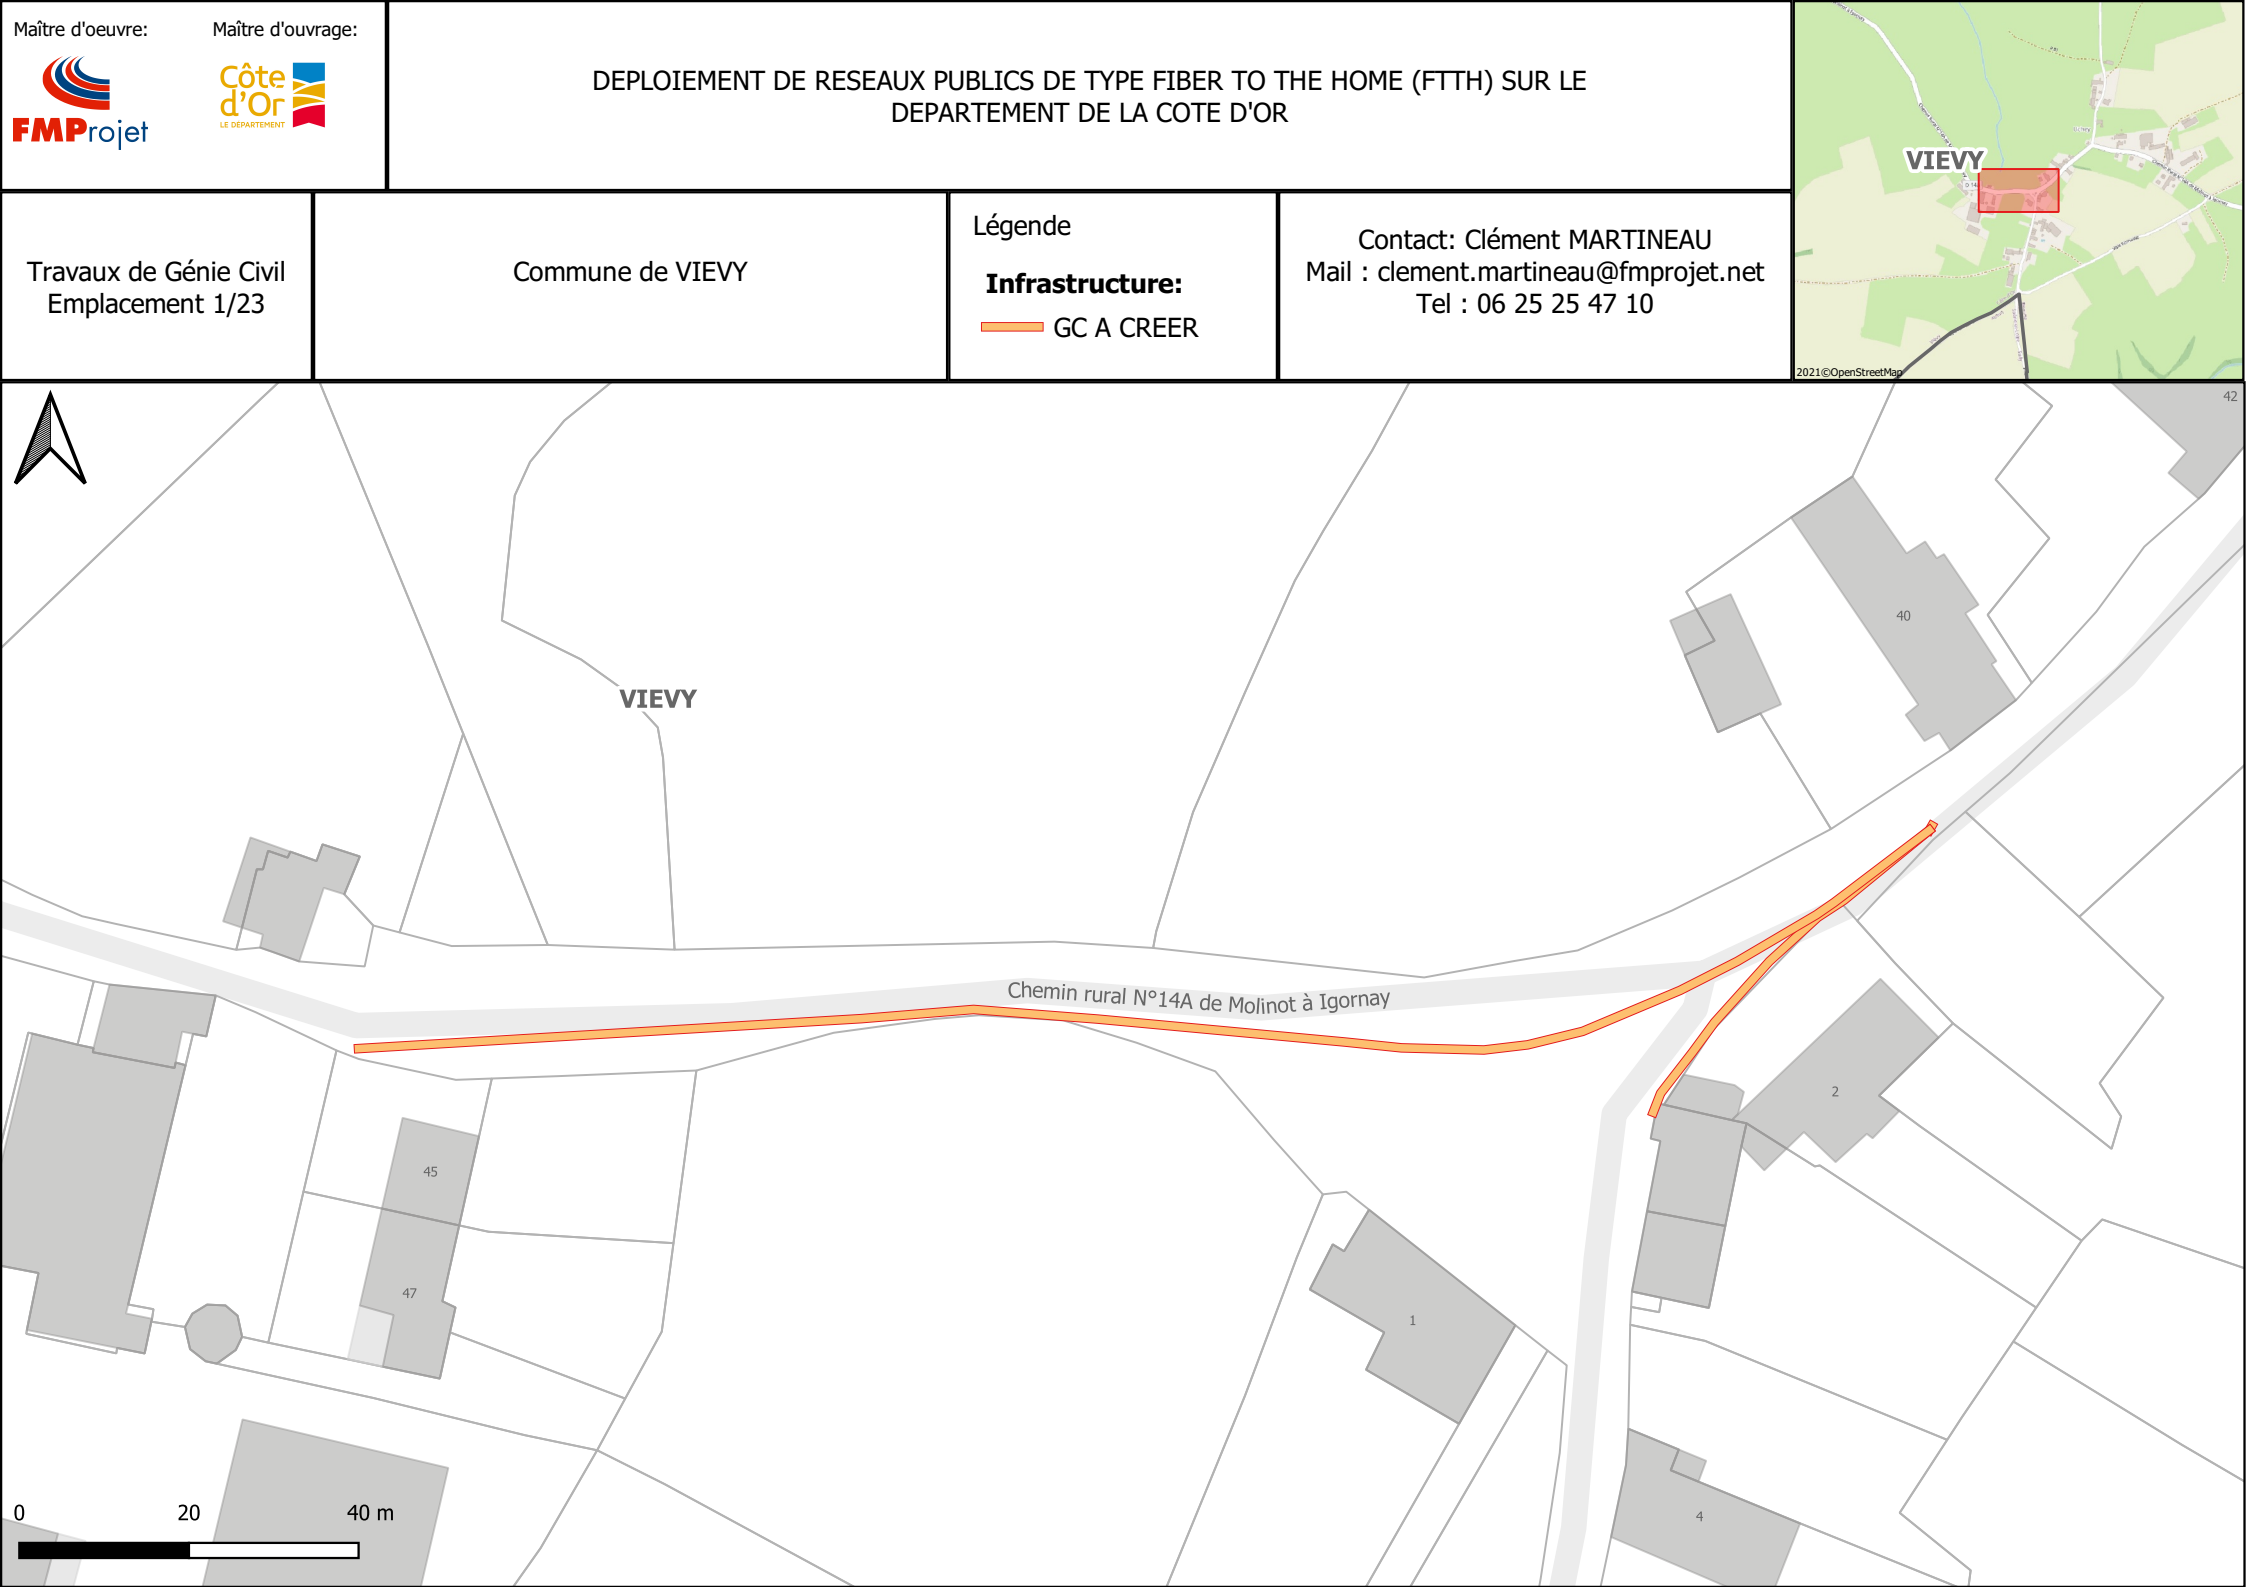 Maître d'oeuvre:
Maître d'ouvrage:
FMProjet
Côte
d'Or
LE DÉPARTEMENT
DEPLOIEMENT DE RESEAUX PUBLICS DE TYPE FIBER TO THE HOME (FTTH) SUR LE
DEPARTEMENT DE LA COTE D'OR
Travaux de Génie Civil
Emplacement 1/23
Commune de VIEVY
Légende
Infrastructure:
GC A CREER
Contact: Clément MARTINEAU
Mail : clement.martineau@fmprojet.net
Tel : 06 25 25 47 10
VIEVY
2021©OpenStreetMap
42
40
VIEVY
Chemin rural N°14A de Molinot à Igornay
2
45
47
1
4
0 20 40 m